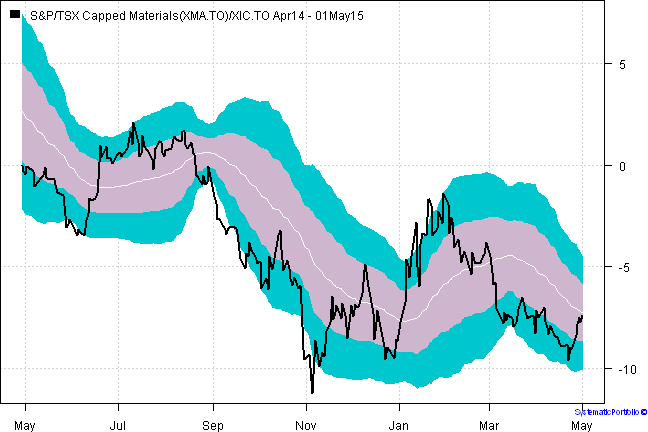 S&P/TSX Capped Materials(XMA.TO)/XIC.TO Apr14 - 01May15
5
0
-5
-10
May Jul Sep Nov Jan Mar May
SystematicPortfolio ©